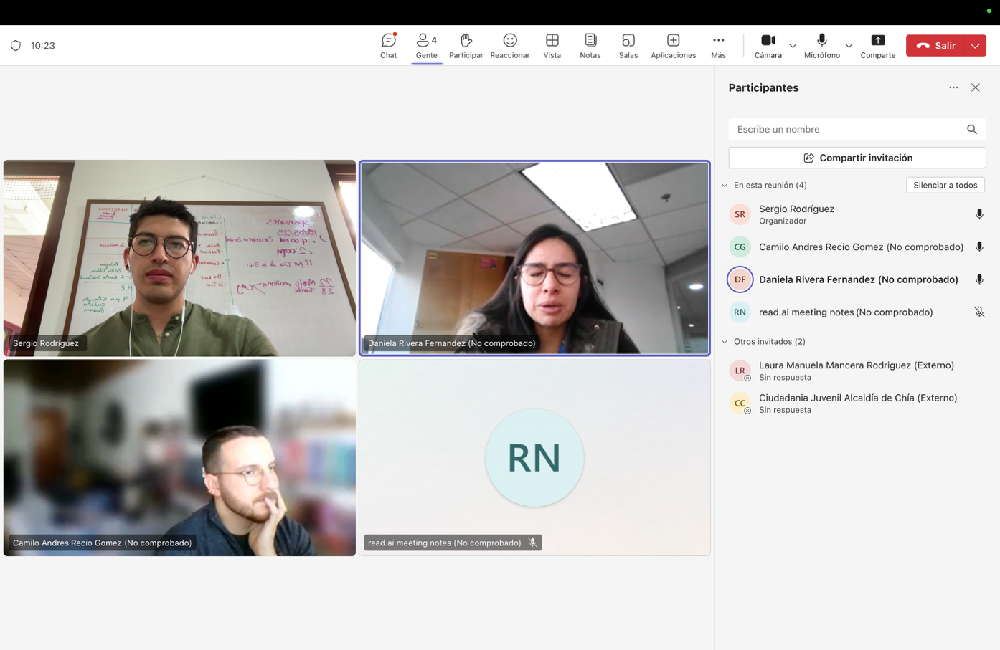 10:23
Chat
4
Gente
Participar
Reaccionar
Vista
Notas
Salas
Aplicaciones
Más
Cámara
Micrófono
Comparte
Salir
Sergio Rodríguez
Daniela Rivera Fernandez (No comprobado)
Camilo Andres Recio Gomez (No comprobado)
RN
read.ai meeting notes (No comprobado)
Participantes
Escribe un nombre
Compartir invitación
En esta reunión (4)
Silenciar a todos
SR
Sergio Rodríguez
Organizador
CG
Camilo Andres Recio Gomez (No comprobado)
DF
Daniela Rivera Fernandez (No comprobado)
RN
read.ai meeting notes (No comprobado)
Otros invitados (2)
LR
Laura Manuela Mancera Rodriguez (Externo)
Sin respuesta
CC
Ciudadania Juvenil Alcaldía de Chía (Externo)
Sin respuesta